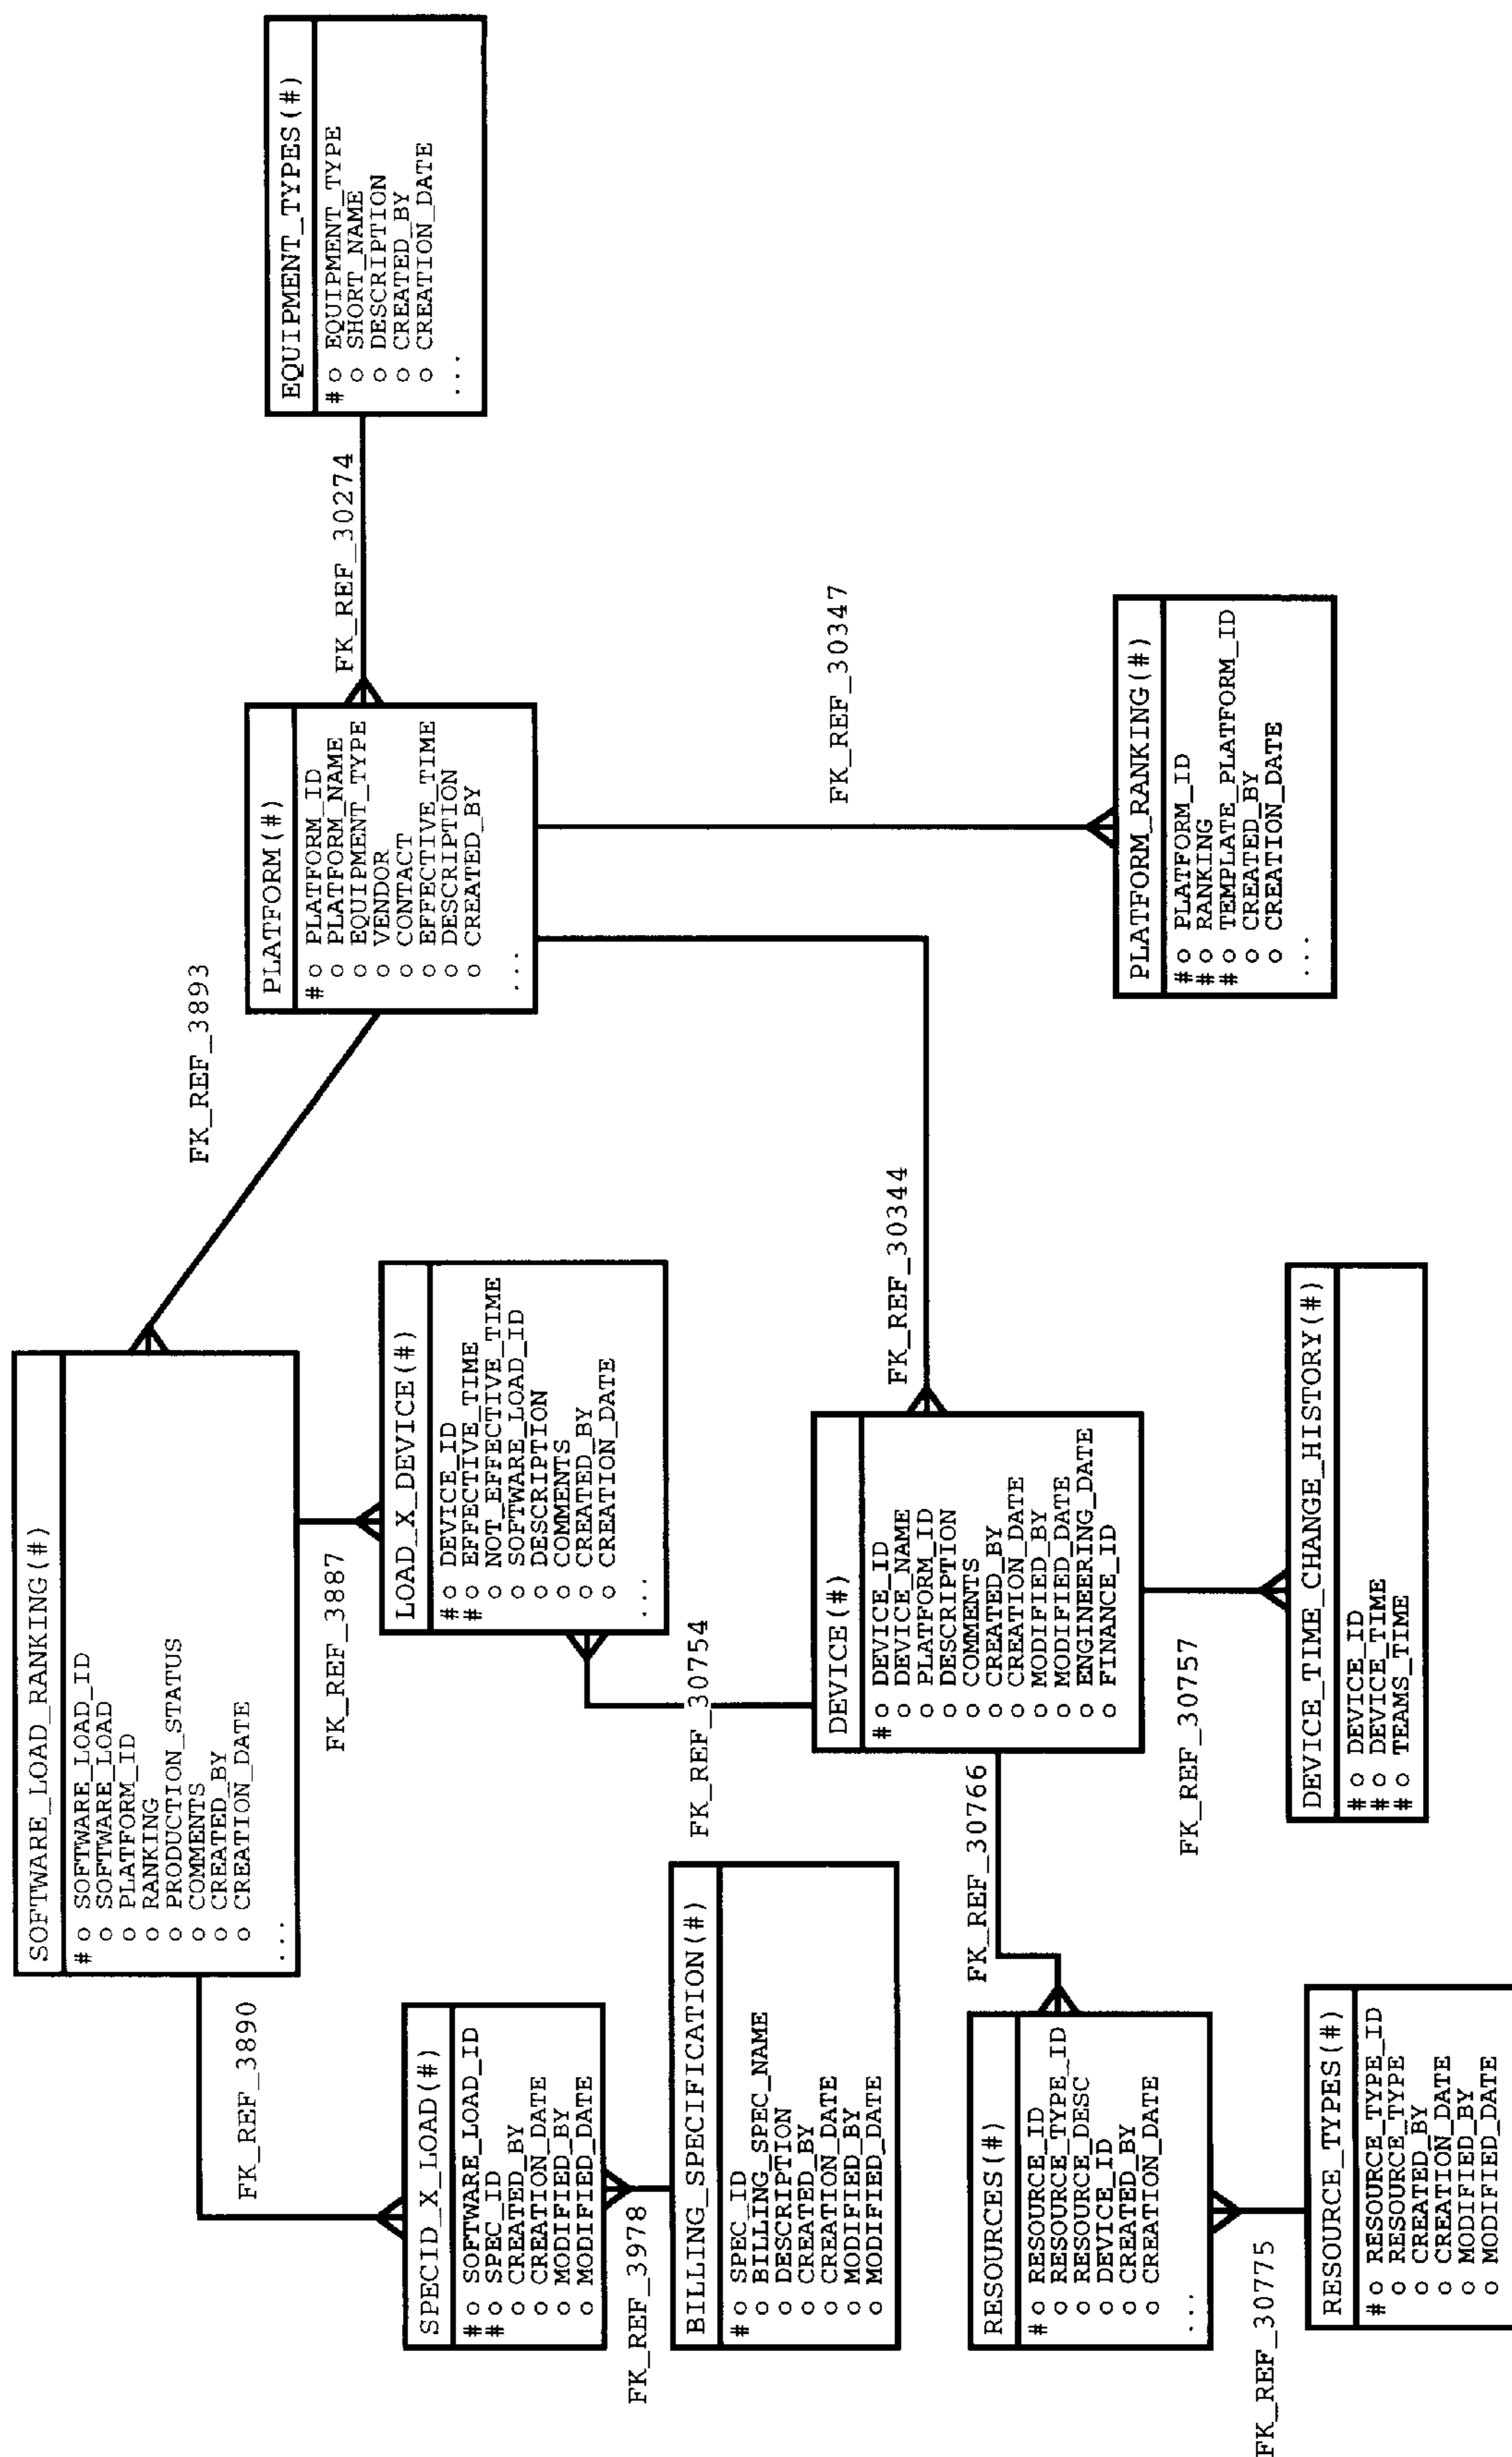 SOFTWARE_LOAD_RANKING(#)
# o SOFTWARE_LOAD_ID
o SOFTWARE_LOAD
o PLATFORM_ID
o RANKING
o PRODUCTION_STATUS
o COMMENTS
o CREATED_BY
o CREATION_DATE
...
FK_REF_3893
PLATFORM(#)
# o PLATFORM_ID
o PLATFORM_NAME
o EQUIPMENT_TYPE
o VENDOR
o CONTACT
o EFFECTIVE_TIME
o DESCRIPTION
o CREATED_BY
...
FK_REF_30274
EQUIPMENT_TYPES(#)
# o EQUIPMENT_TYPE
o SHORT_NAME
o DESCRIPTION
o CREATED_BY
o CREATION_DATE
...
FK_REF_3890
FK_REF_3887
SPECID_X_LOAD(#)
# o SOFTWARE_LOAD_ID
# o SPEC_ID
o CREATED_BY
o CREATION_DATE
o MODIFIED_BY
o MODIFIED_DATE
LOAD_X_DEVICE(#)
# o DEVICE_ID
# o EFFECTIVE_TIME
o NOT_EFFECTIVE_TIME
o SOFTWARE_LOAD_ID
o DESCRIPTION
o COMMENTS
o CREATED_BY
o CREATION_DATE
...
FK_REF_3978
FK_REF_30754
BILLING_SPECIFICATION(#)
# o SPEC_ID
o BILLING_SPEC_NAME
o DESCRIPTION
o CREATED_BY
o CREATION_DATE
o MODIFIED_BY
o MODIFIED_DATE
FK_REF_30344
FK_REF_30347
DEVICE(#)
# o DEVICE_ID
o DEVICE_NAME
o PLATFORM_ID
o DESCRIPTION
o COMMENTS
o CREATED_BY
o CREATION_DATE
o MODIFIED_BY
o MODIFIED_DATE
o ENGINEERING_DATE
o FINANCE_ID
FK_REF_30766
RESOURCES(#)
# o RESOURCE_ID
o RESOURCE_TYPE_ID
o RESOURCE_DESC
o DEVICE_ID
o CREATED_BY
o CREATION_DATE
...
FK_REF_30757
PLATFORM_RANKING(#)
# o PLATFORM_ID
# o RANKING
# o TEMPLATE_PLATFORM_ID
o CREATED_BY
o CREATION_DATE
...
FK_REF_30775
RESOURCE_TYPES(#)
# o RESOURCE_TYPE_ID
o RESOURCE_TYPE
o CREATED_BY
o CREATION_DATE
o MODIFIED_BY
o MODIFIED_DATE
DEVICE_TIME_CHANGE_HISTORY(#)
# o DEVICE_ID
# o DEVICE_TIME
# o TEAMS_TIME